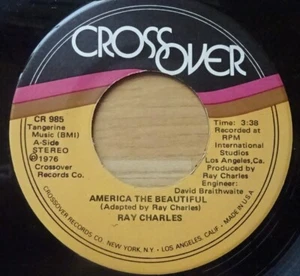 CROSSOVER
CR 985
Tangerine
Music (BMI)
A-Side
STEREO
℗1976
Crossover
Records Co.
Time: 3:38
Recorded at
RPM
International
Studios
Los Angeles,Ca.
Produced by
Ray Charles
Engineer:
David Braithwaite
AMERICA THE BEAUTIFUL
(Adapted by Ray Charles)
RAY CHARLES
CROSSOVER RECORDS CO. NEW YORK, N.Y. - LOS ANGELES, CALIF. MADE IN U.S.A.